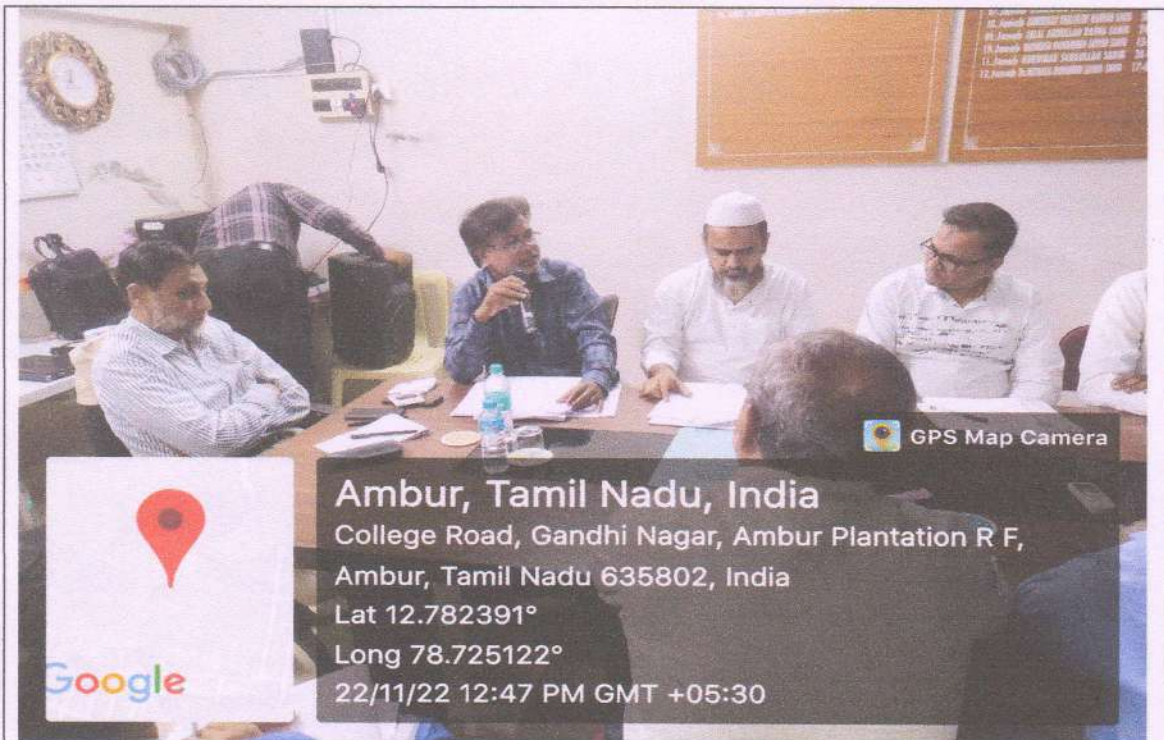 GPS Map Camera
Ambur, Tamil Nadu, India
College Road, Gandhi Nagar, Ambur Plantation R F,
Ambur, Tamil Nadu 635802, India
Lat 12.782391°
Long 78.725122°
22/11/22 12:47 PM GMT +05:30
Google